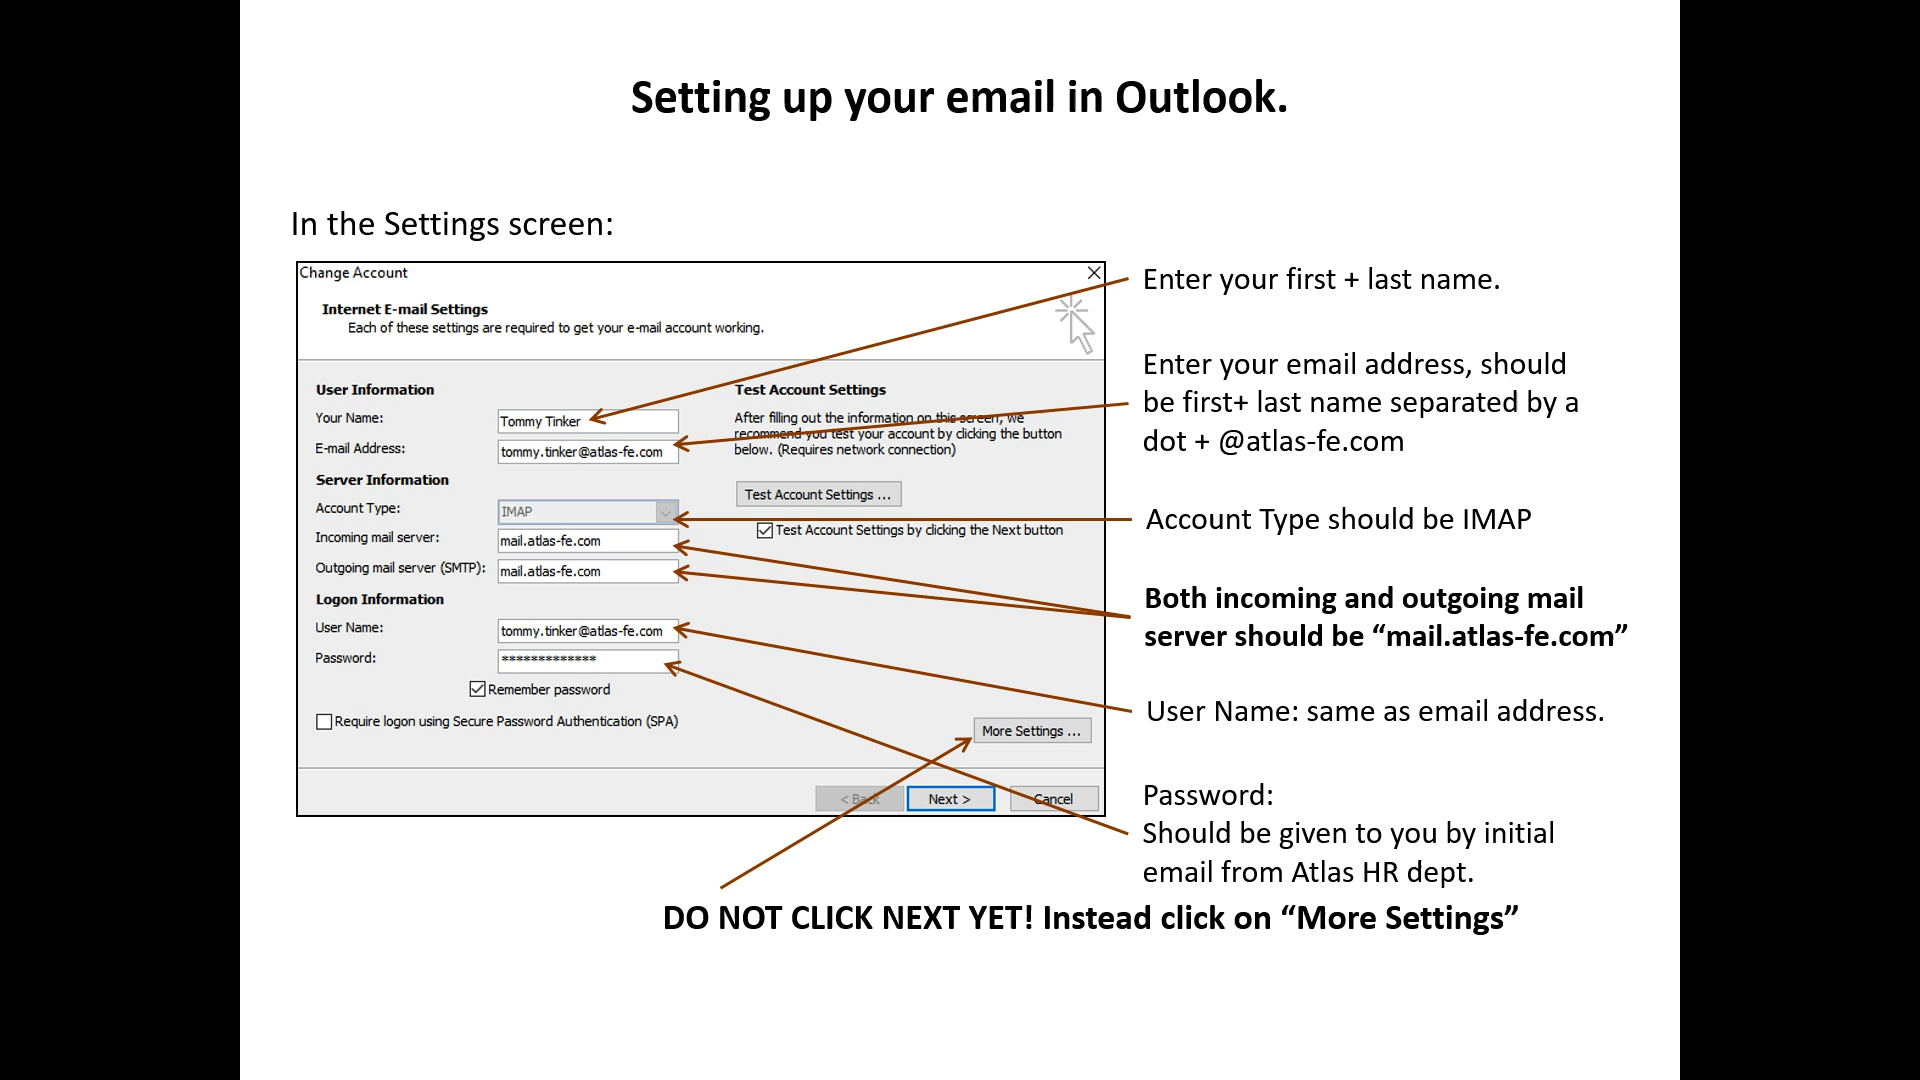 Setting up your email in Outlook.
In the Settings screen:
Change Account
Internet E-mail Settings
Each of these settings are required to get your e-mail account working.
User Information
Your Name:
Tommy Tinker
E-mail Address:
tommy.tinker@atlas-fe.com
Server Information
Account Type:
IMAP
Incoming mail server:
mail.atlas-fe.com
Outgoing mail server (SMTP):
mail.atlas-fe.com
Logon Information
User Name:
tommy.tinker@atlas-fe.com
Password:
*************
Remember password
Require logon using Secure Password Authentication (SPA)
Test Account Settings
After filling out the information on this screen, we
recommend you test your account by clicking the button
below. (Requires network connection)
Test Account Settings ...
Test Account Settings by clicking the Next button
More Settings ...
< Back
Next >
Cancel
Enter your first + last name.
Enter your email address, should
be first+ last name separated by a
dot + @atlas-fe.com
Account Type should be IMAP
Both incoming and outgoing mail
server should be “mail.atlas-fe.com”
User Name: same as email address.
Password:
Should be given to you by initial
email from Atlas HR dept.
DO NOT CLICK NEXT YET! Instead click on “More Settings”